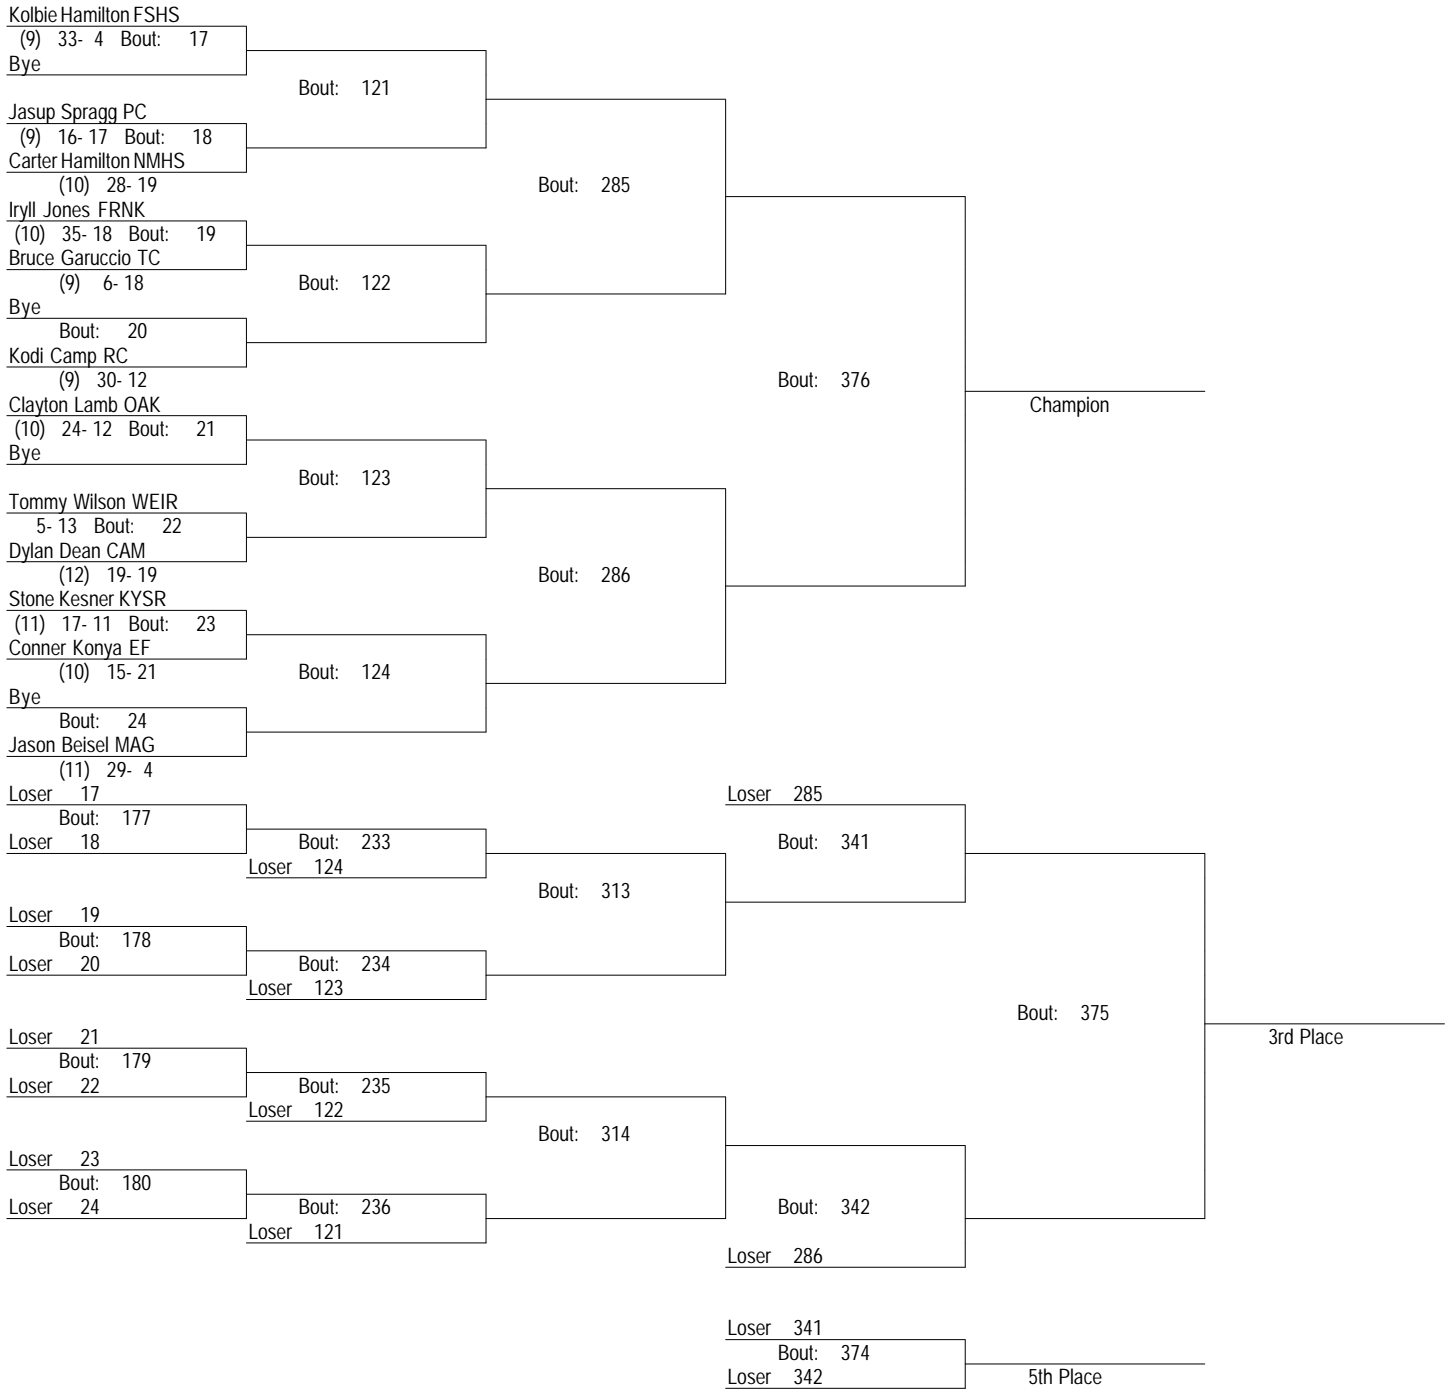 Kolbie Hamilton FSHS
(9) 33- 4 Bout: 17
Bye
Bout: 121
Jasup Spragg PC
(9) 16- 17 Bout: 18
Carter Hamilton NMHS
(10) 28- 19
Bout: 285
Iryll Jones FRNK
(10) 35- 18 Bout: 19
Bruce Garuccio TC
(9) 6- 18
Bout: 122
Bye
Bout: 20
Kodi Camp RC
(9) 30- 12
Bout: 376
Clayton Lamb OAK
Champion
(10) 24- 12 Bout: 21
Bye
Bout: 123
Tommy Wilson WEIR
5- 13 Bout: 22
Dylan Dean CAM
(12) 19- 19
Bout: 286
Stone Kesner KYSR
(11) 17- 11 Bout: 23
Conner Konya EF
(10) 15- 21
Bout: 124
Bye
Bout: 24
Jason Beisel MAG
(11) 29- 4
Loser 17
Loser 285
Bout: 177
Loser 18
Bout: 233
Bout: 341
Loser 124
Bout: 313
Loser 19
Bout: 178
Loser 20
Bout: 234
Loser 123
Bout: 375
Loser 21
3rd Place
Bout: 179
Loser 22
Bout: 235
Loser 122
Bout: 314
Loser 23
Bout: 180
Loser 24
Bout: 236
Bout: 342
Loser 121
Loser 286
Loser 341
Bout: 374
Loser 342
5th Place